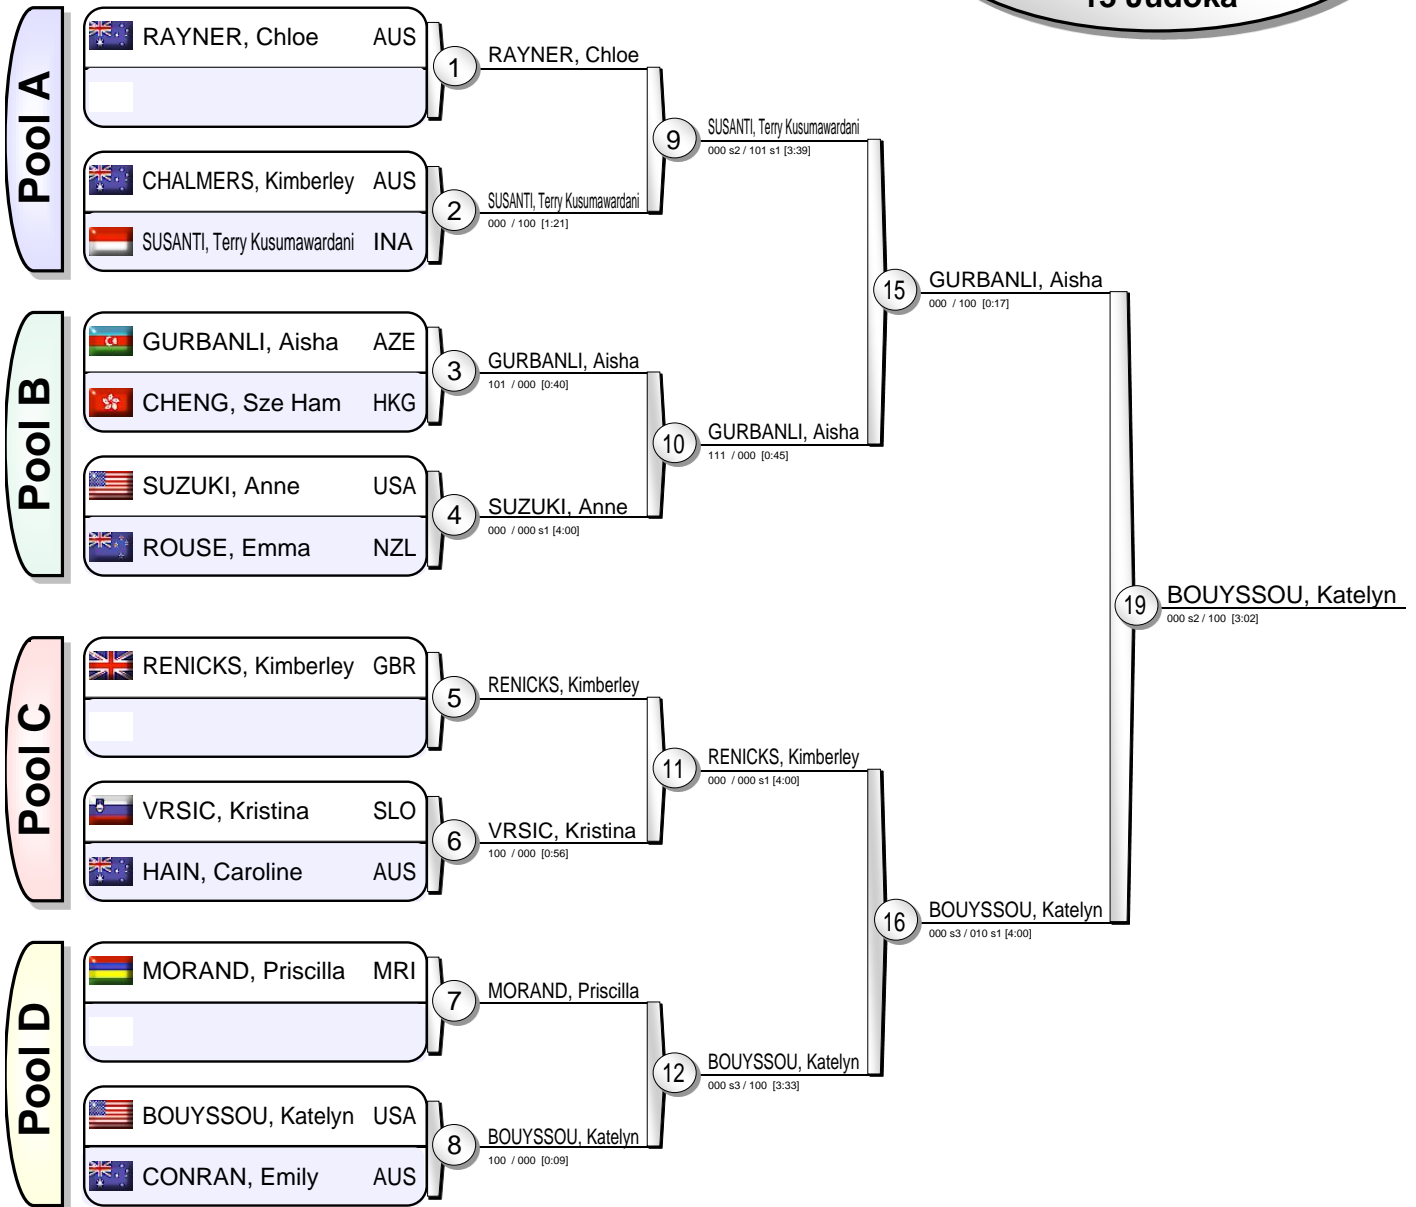 13 Judoka
Pool A
RAYNER, Chloe AUS
1
RAYNER, Chloe
CHALMERS, Kimberley AUS
SUSANTI, Terry Kusumawardani INA
2
SUSANTI, Terry Kusumawardani
000 / 100 [1:21]
9
SUSANTI, Terry Kusumawardani
000 s2 / 101 s1 [3:39]
Pool B
GURBANLI, Aisha AZE
CHENG, Sze Ham HKG
3
GURBANLI, Aisha
101 / 000 [0:40]
SUZUKI, Anne USA
ROUSE, Emma NZL
4
SUZUKI, Anne
000 / 000 s1 [4:00]
10
GURBANLI, Aisha
111 / 000 [0:45]
15
GURBANLI, Aisha
000 / 100 [0:17]
Pool C
RENICKS, Kimberley GBR
5
RENICKS, Kimberley
VRSIC, Kristina SLO
HAIN, Caroline AUS
6
VRSIC, Kristina
100 / 000 [0:56]
11
RENICKS, Kimberley
000 / 000 s1 [4:00]
Pool D
MORAND, Priscilla MRI
7
MORAND, Priscilla
BOUYSSOU, Katelyn USA
CONRAN, Emily AUS
8
BOUYSSOU, Katelyn
100 / 000 [0:09]
12
BOUYSSOU, Katelyn
000 s3 / 100 [3:33]
16
BOUYSSOU, Katelyn
000 s3 / 010 s1 [4:00]
19
BOUYSSOU, Katelyn
000 s2 / 100 [3:02]